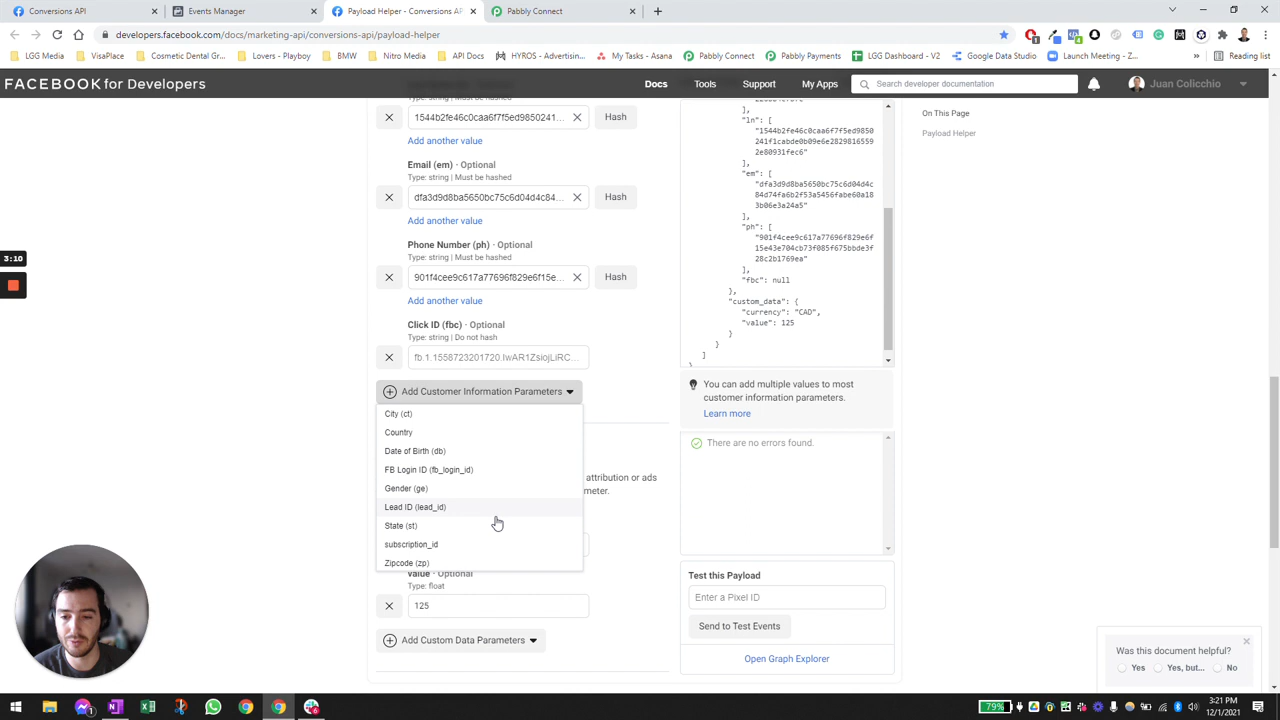 Conversions API
Events Manager
Payload Helper - Conversions A
Pabbly Connect
developers.facebook.com/docs/marketing-api/conversions-api/payload-helper
LGG Media
VisaPlace
Cosmetic Dental Gr...
Lovers - Playboy
BMW
Nitro Media
API Docs
HYROS - Advertisin...
My Tasks - Asana
Pabbly Connect
Pabbly Payments
LGG Dashboard - V2
Google Data Studio
Launch Meeting - Z...
Reading list
FACEBOOK for Developers
Docs
Tools
Support
My Apps
Search developer documentation
Juan Colicchio
Type: string | Must be hashed
1544b2fe46c0caa6f7f5ed9850241...
Hash
Add another value
Email (em) · Optional
Type: string | Must be hashed
dfa3d9d8ba5650bc75c6d04d4c84...
Hash
Add another value
Phone Number (ph) · Optional
Type: string | Must be hashed
901f4cee9c617a77696f829e6f15e...
Hash
Add another value
Click ID (fbc) · Optional
Type: string | Do not hash
fb.1.1558723201720.IwAR1ZsiojLiRC...
Add Customer Information Parameters
City (ct)
Country
Date of Birth (db)
FB Login ID (fb_login_id)
Gender (ge)
Lead ID (lead_id)
State (st)
subscription_id
Zipcode (zp)
attribution or ads
meter.
value · Optional
Type: float
125
Add Custom Data Parameters
],
"ln": [
"1544b2fe46c0caa6f7f5ed9850
241f1cabde0b09e6e2829816559
2e80931fec6"
],
"em": [
"dfa3d9d8ba5650bc75c6d04d4c
84d74fa6b2f53a5456fabe60a18
3b06e3a24a5"
],
"ph": [
"901f4cee9c617a77696f829e6f
15e43e704cb73f085f675bbde3f
28c2b1769ea"
],
"fbc": null
},
"custom_data": {
"currency": "CAD",
"value": 125
}
}
]
}
You can add multiple values to most
customer information parameters.
Learn more
There are no errors found.
Test this Payload
Enter a Pixel ID
Send to Test Events
Open Graph Explorer
On This Page
Payload Helper
3:10
Was this document helpful?
Yes
Yes, but...
No
79%
3:21 PM
12/1/2021